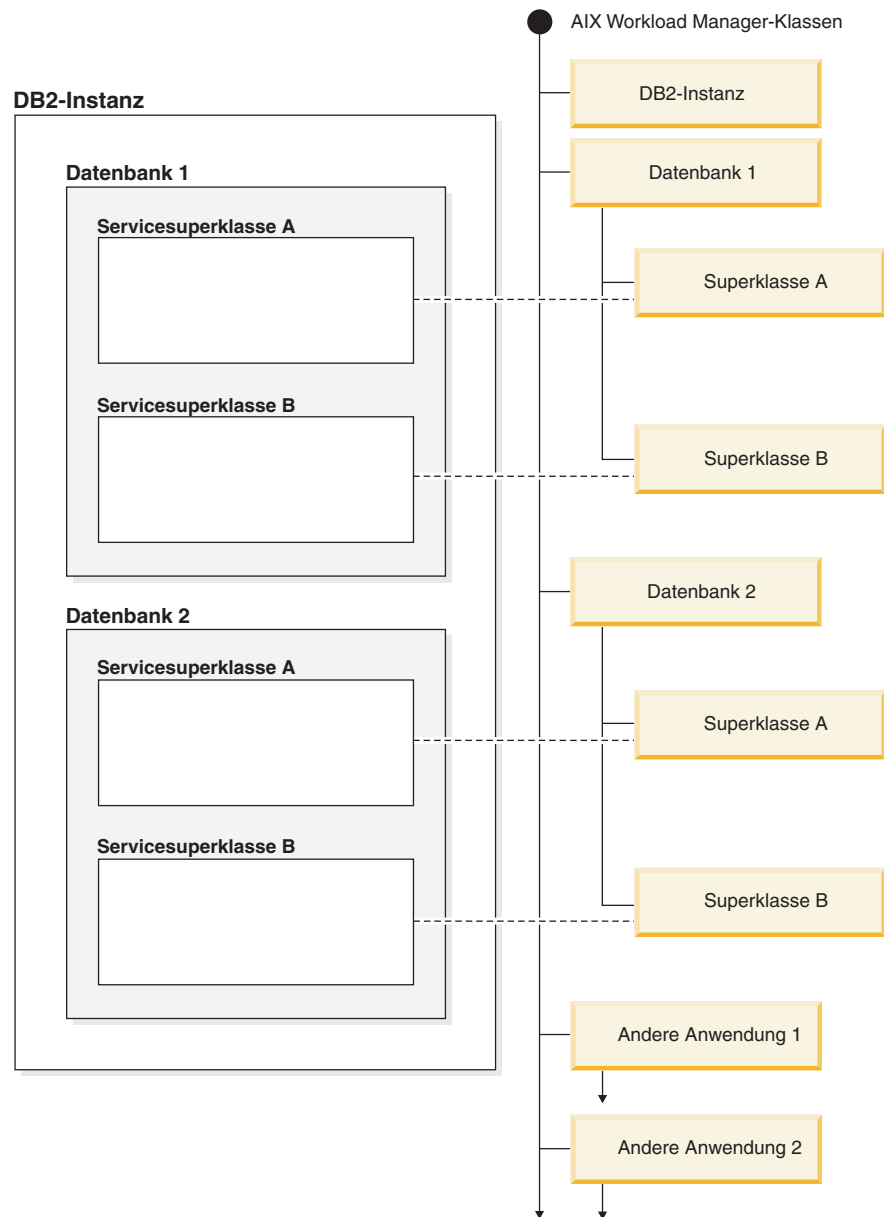 AIX Workload Manager-Klassen
DB2-Instanz
DB2-Instanz
Datenbank 1
Datenbank 1
Servicesuperklasse A
Superklasse A
Servicesuperklasse B
Superklasse B
Datenbank 2
Datenbank 2
Servicesuperklasse A
Superklasse A
Servicesuperklasse B
Superklasse B
Andere Anwendung 1
Andere Anwendung 2